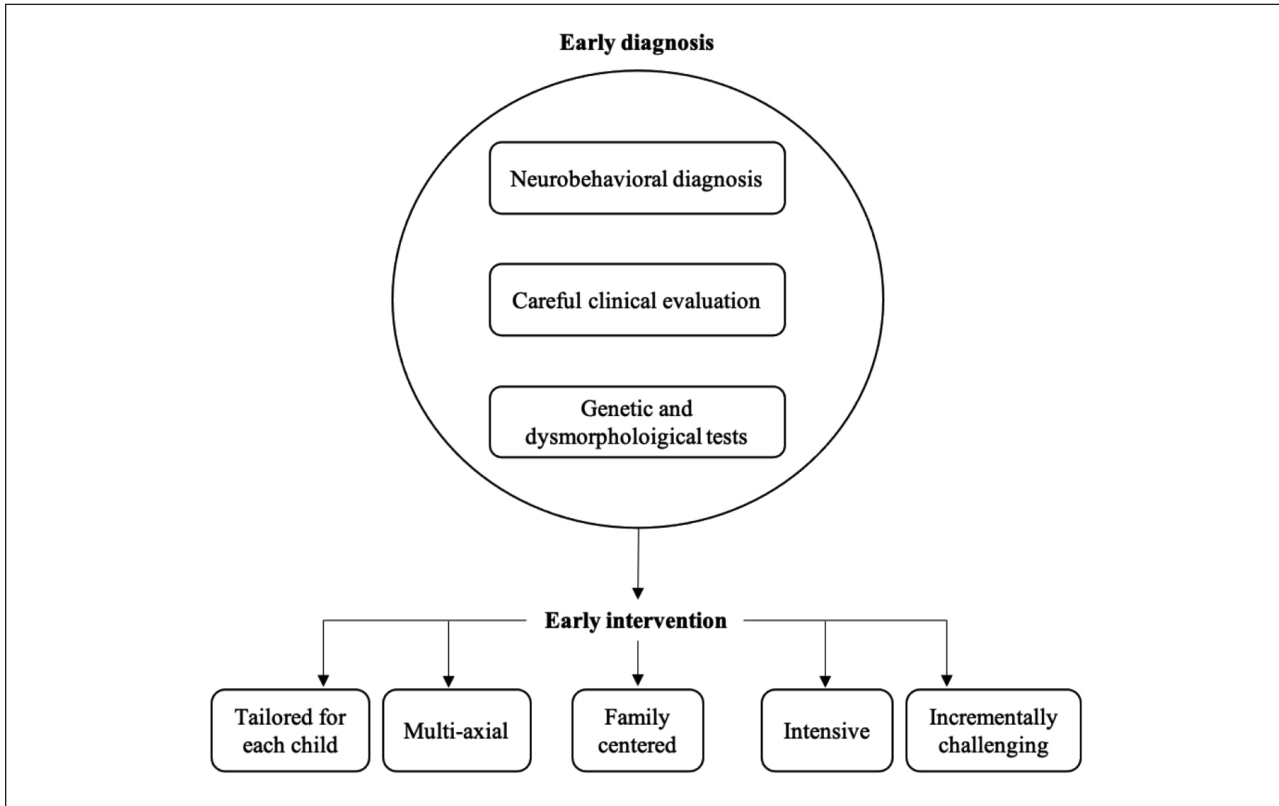 Early diagnosis
Neurobehavioral diagnosis
Careful clinical evaluation
Genetic and
dysmorpholoigical tests
Early intervention
Tailored for
each child
Multi-axial
Family
centered
Intensive
Incrementally
challenging